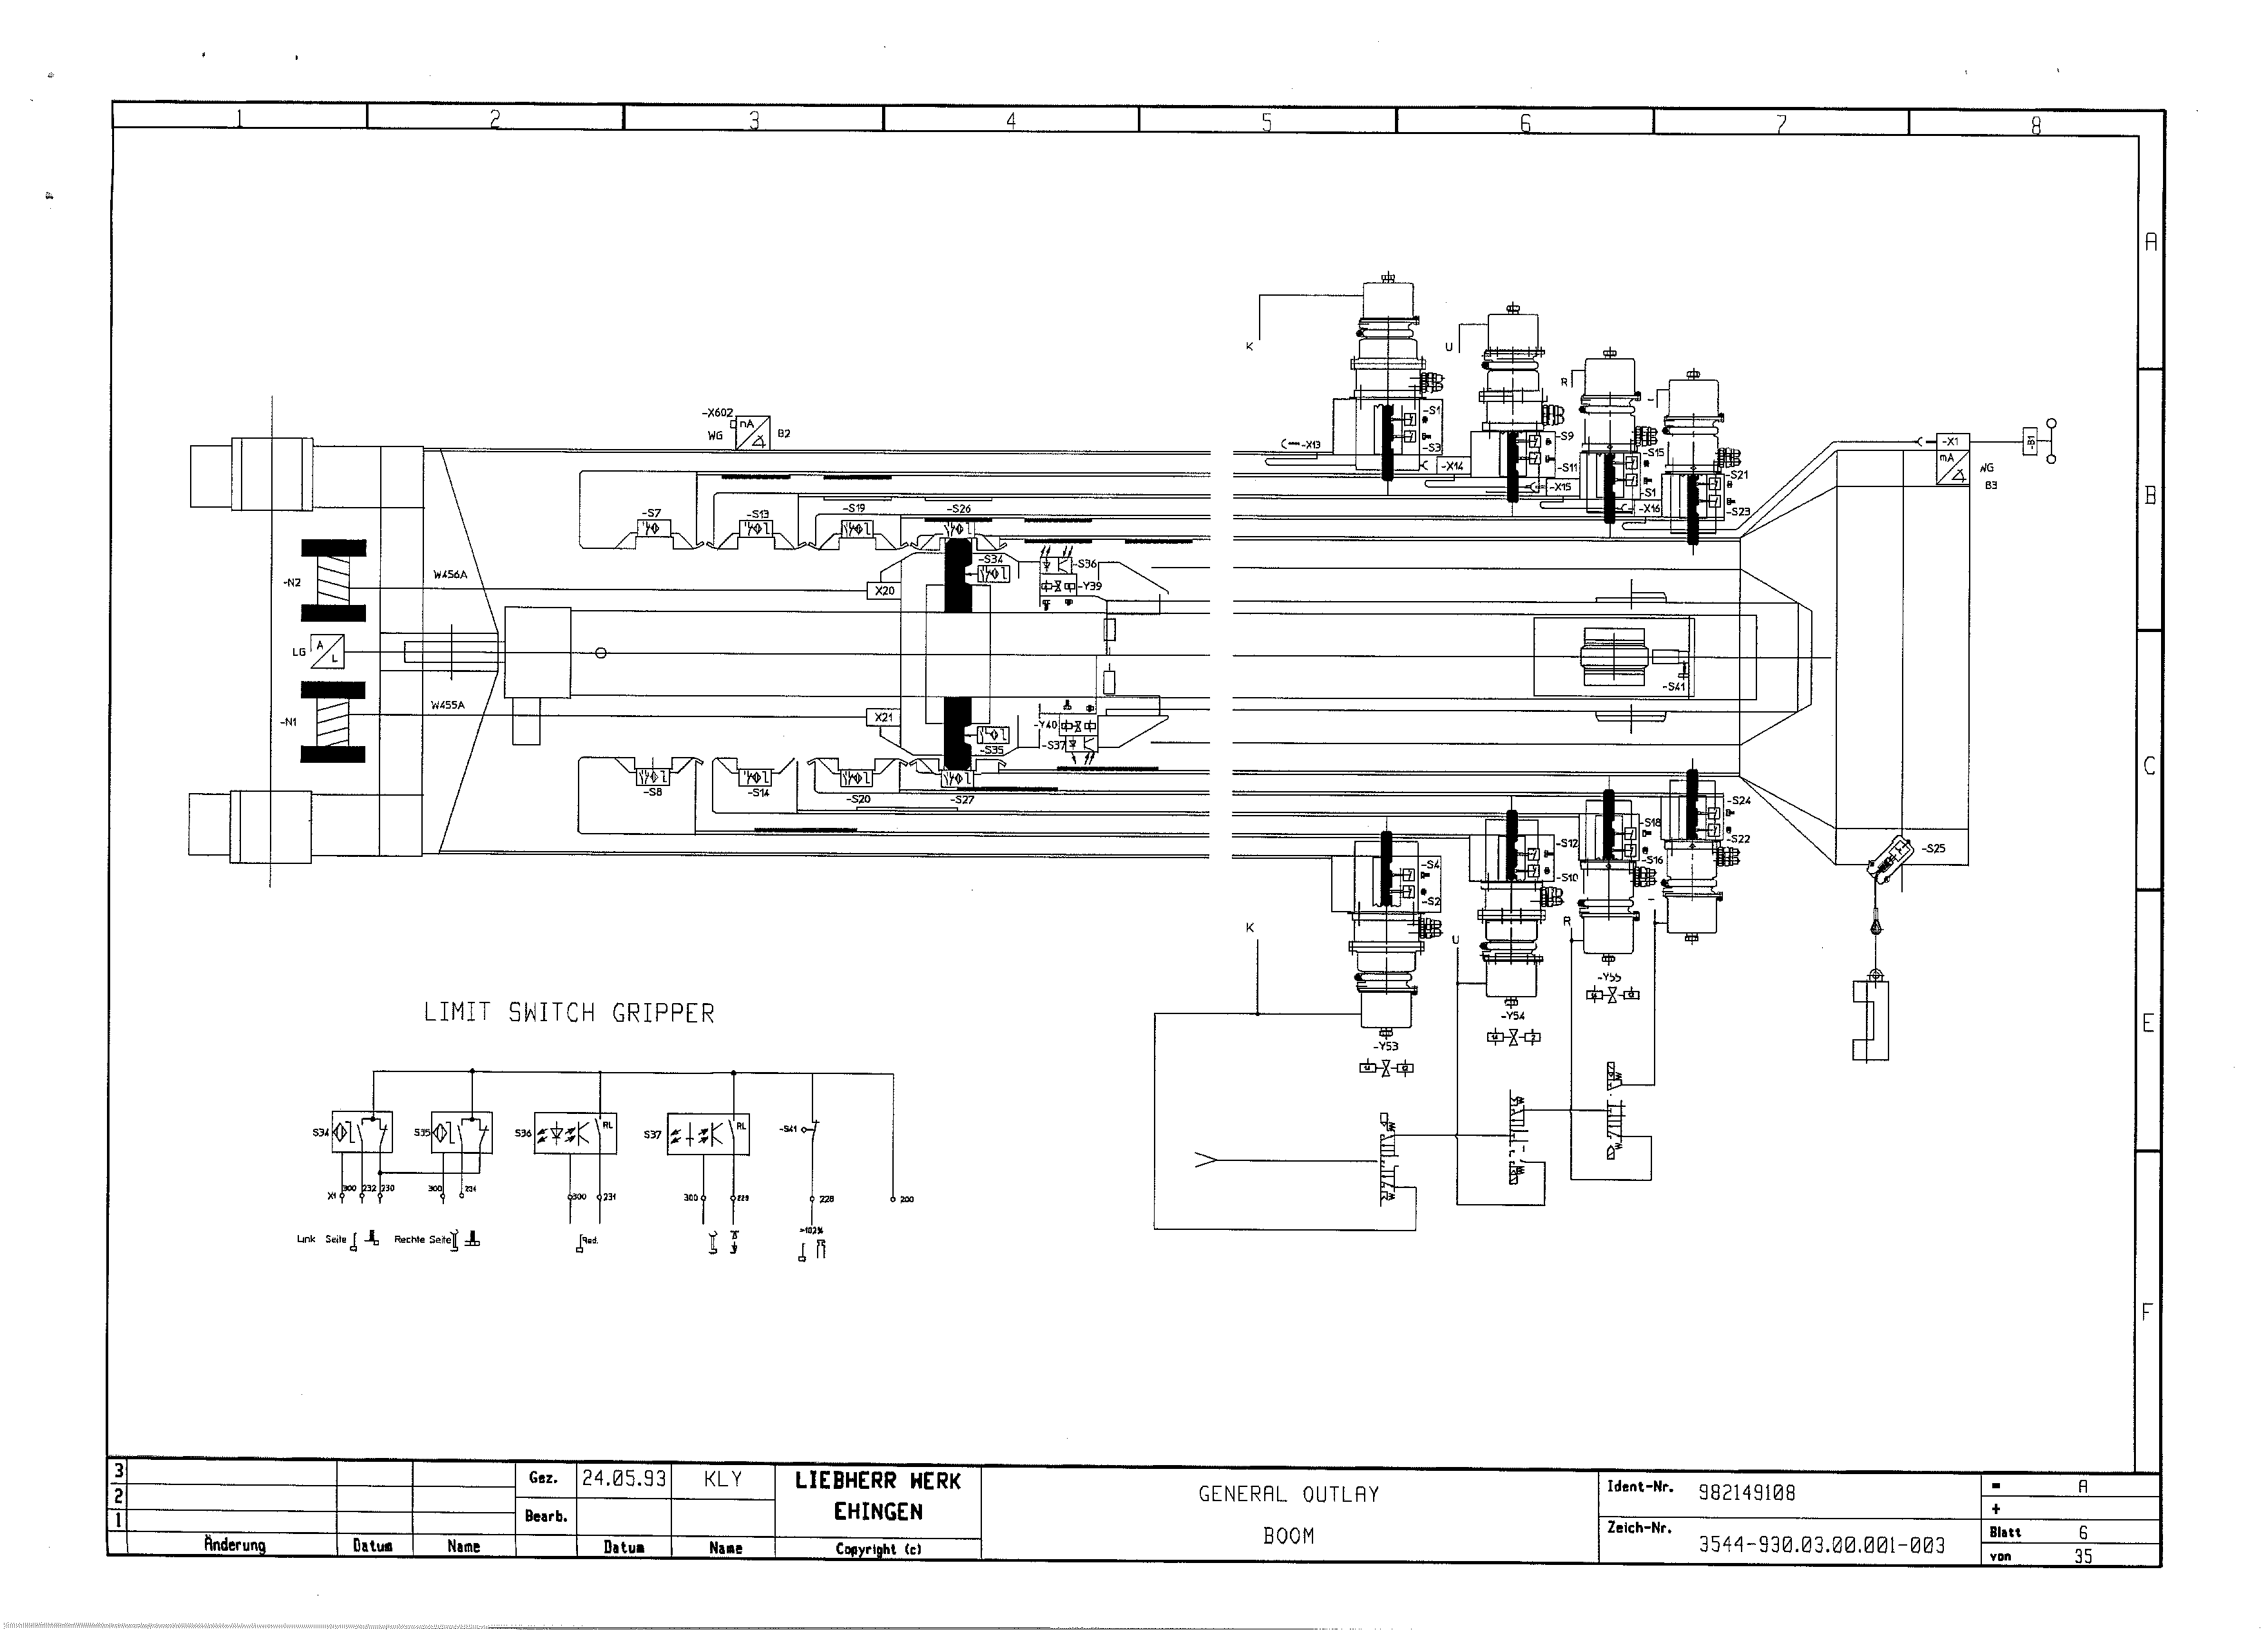 1 2 3 4 5 6 7 8
A
B
C
E
F
K
U
R
-X602
WG
nA
B2
-X13
-S1
-S3
-X14
-S9
-S11
-X15
-S15
-S1
-X16
-S21
-S23
-X1
mA
WG
B3
-B1
-S7
-S13
-S19
-S26
-S34
-S36
-Y39
-N2
W456A
X20
LG
A
L
-S41
-N1
W455A
X21
-Y40
-S37
-S35
-S8
-S14
-S20
-S27
-S24
-S22
-S18
-S16
-S12
-S10
-S4
-S2
-S25
K
U
R
-Y55
-Y54
-Y53
LIMIT SWITCH GRIPPER
S34
S35
S36
RL
S37
RL
-S41
X1
300
232
230
300
231
300
231
300
229
228
200
>102%
Link Seite
Rechte Seite
Red.
3
2
1
Änderung
Datum
Name
Gez.
24.05.93
KLY
Bearb.
Datum
Name
LIEBHERR WERK
EHINGEN
Copyright (c)
GENERAL OUTLAY
BOOM
Ident-Nr.
982149108
Zeich-Nr.
3544-930.03.00.001-003
=
A
+
Blatt
6
von
35